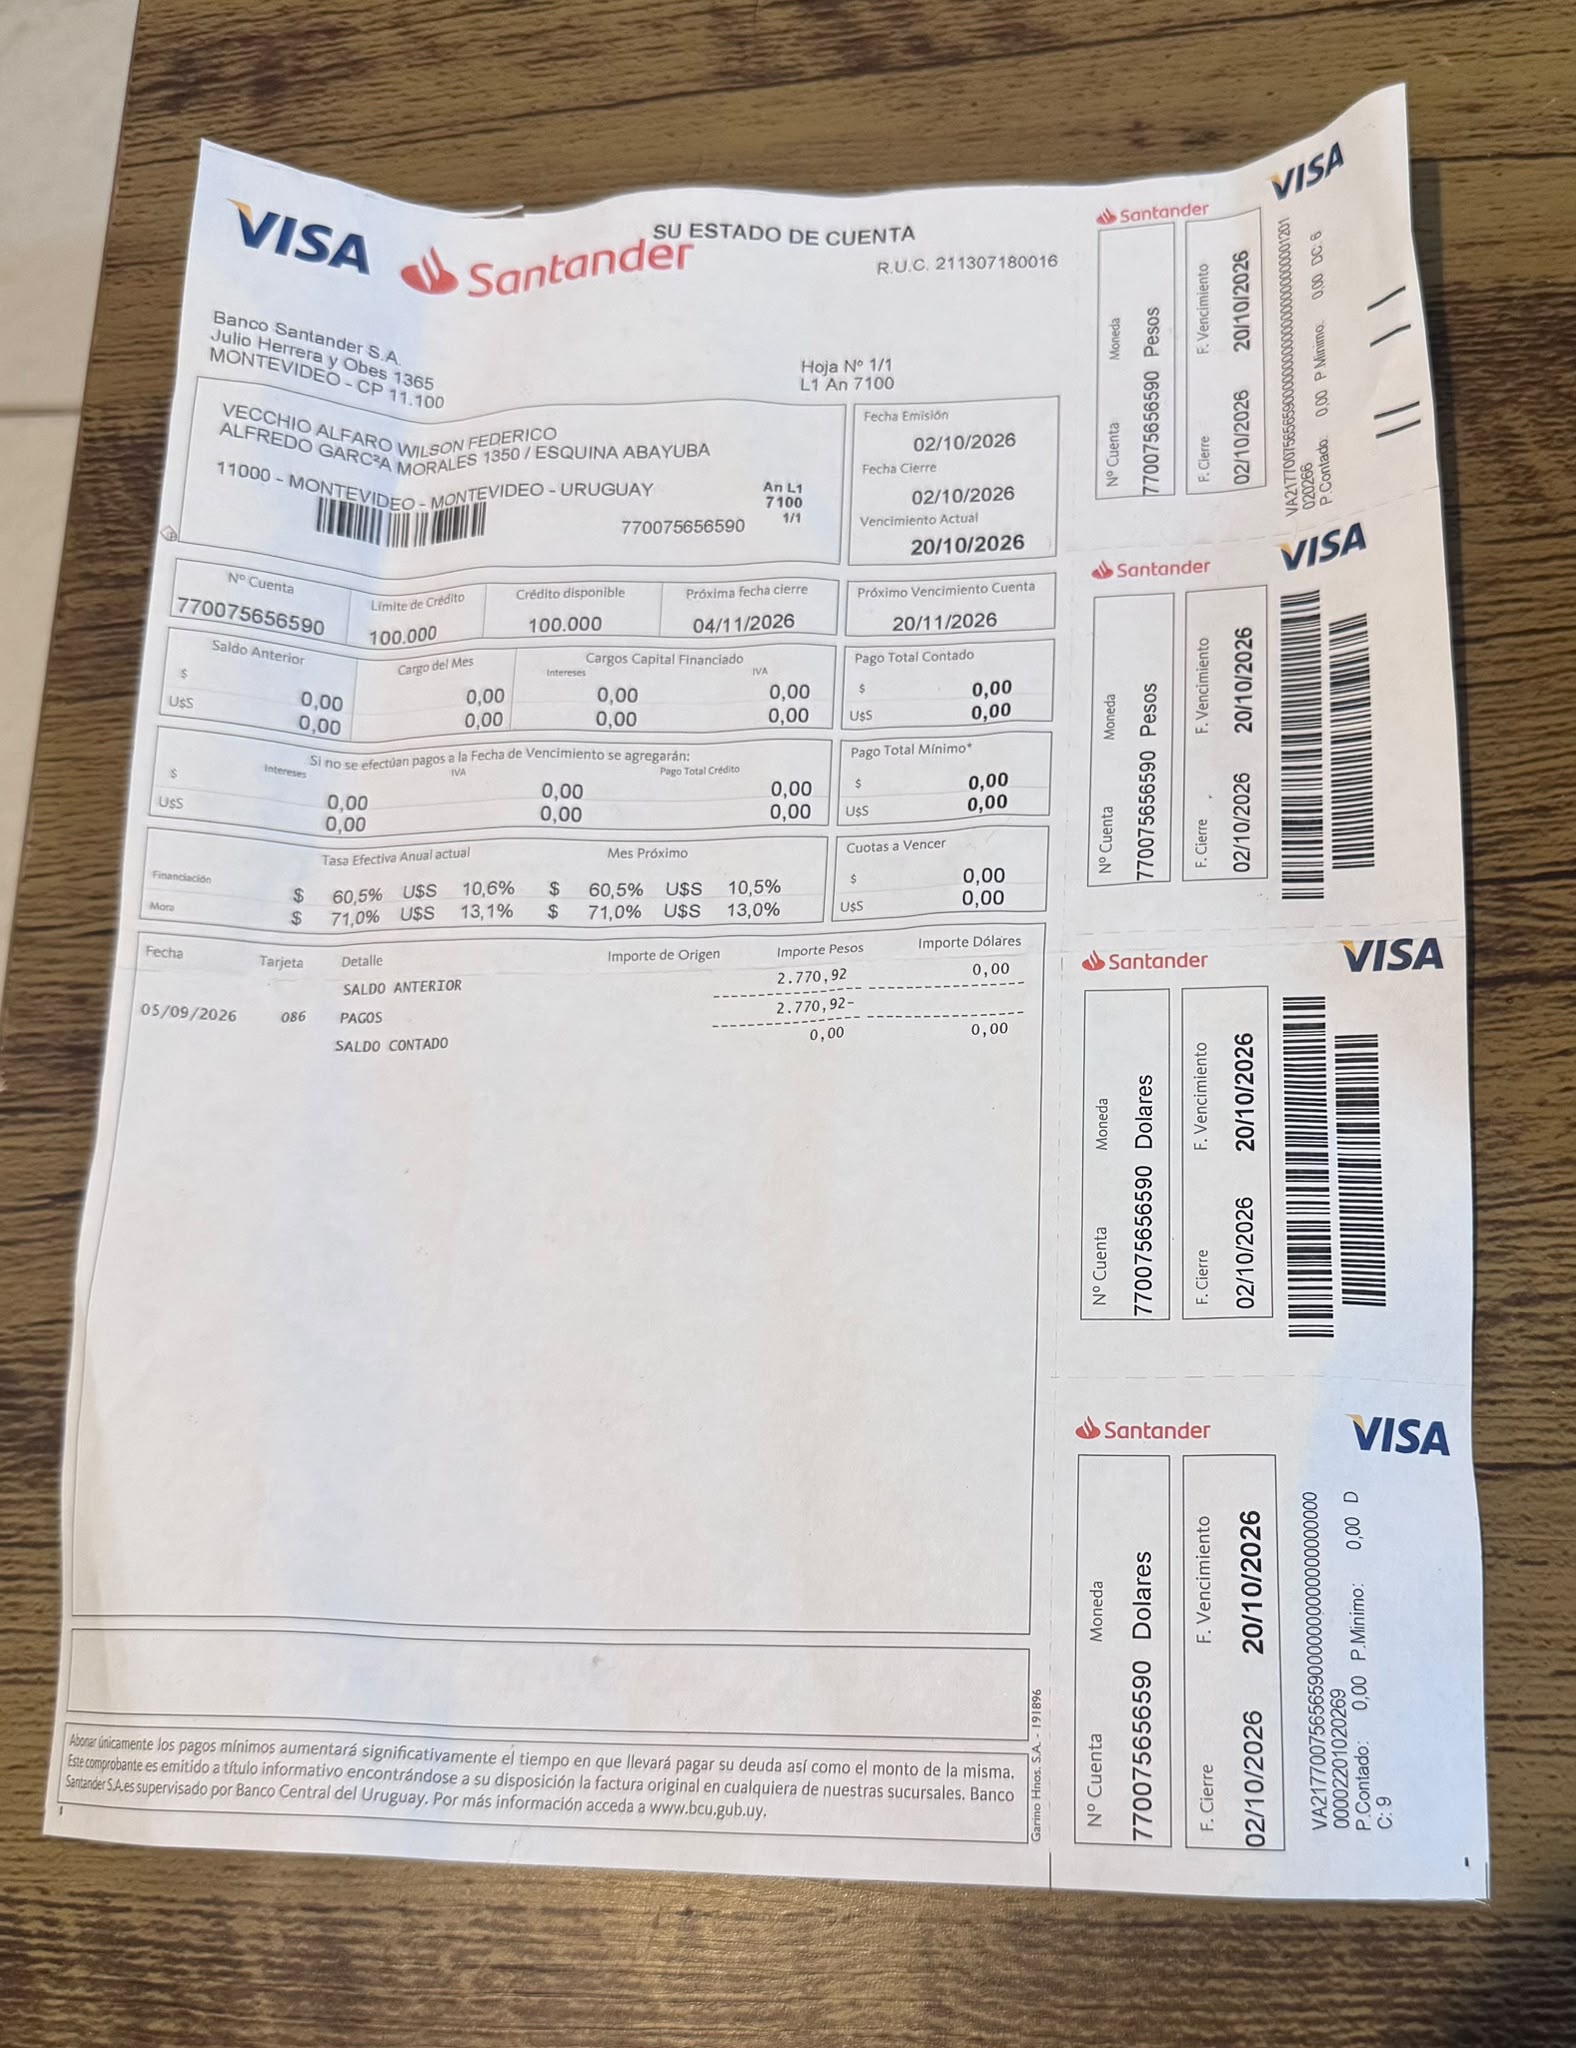 VISA
Santander
SU ESTADO DE CUENTA
R.U.C. 211307180016
Banco Santander S.A.
Julio Herrera y Obes 1365
MONTEVIDEO - CP 11.100
Hoja Nº 1/1
L1 An 7100
VECCHIO ALFARO WILSON FEDERICO
ALFREDO GARC²A MORALES 1350 / ESQUINA ABAYUBA
11000 - MONTEVIDEO - MONTEVIDEO - URUGUAY
An L1
7100
1/1
770075656590
Fecha Emisión
02/10/2026
Fecha Cierre
02/10/2026
Vencimiento Actual
20/10/2026
Nº Cuenta Límite de Crédito Crédito disponible Próxima fecha cierre Próximo Vencimiento Cuenta
770075656590 100.000 100.000 04/11/2026 20/11/2026
Saldo Anterior Cargo del Mes Cargos Capital Financiado Pago Total Contado
Intereses IVA
$ 0,00 0,00 0,00 0,00 $ 0,00
U$S 0,00 0,00 0,00 0,00 U$S 0,00
Si no se efectúan pagos a la Fecha de Vencimiento se agregarán: Pago Total Mínimo*
Intereses IVA Pago Total Crédito
$ 0,00 0,00 0,00 $ 0,00
U$S 0,00 0,00 0,00 U$S 0,00
Tasa Efectiva Anual actual Mes Próximo Cuotas a Vencer
Financiación $ 60,5% U$S 10,6% $ 60,5% U$S 10,5% $ 0,00
Mora $ 71,0% U$S 13,1% $ 71,0% U$S 13,0% U$S 0,00
Fecha Tarjeta Detalle Importe de Origen Importe Pesos Importe Dólares
SALDO ANTERIOR 2.770,92 0,00
05/09/2026 086 PAGOS 2.770,92-
SALDO CONTADO 0,00 0,00
Abonar únicamente los pagos mínimos aumentará significativamente el tiempo en que llevará pagar su deuda así como el monto de la misma.
Este comprobante es emitido a título informativo encontrándose a su disposición la factura original en cualquiera de nuestras sucursales. Banco
Santander S.A.es supervisado por Banco Central del Uruguay. Por más información acceda a www.bcu.gub.uy.
Garino Hnos. S.A. - 191896
Santander
VISA
Nº Cuenta Moneda
770075656590 Pesos
F. Cierre F. Vencimiento
02/10/2026 20/10/2026
020266
P.Contado: 0,00 P.Minimo: 0,00 DC: 6
Santander
VISA
Nº Cuenta Moneda
770075656590 Pesos
F. Cierre F. Vencimiento
02/10/2026 20/10/2026
Santander
VISA
Nº Cuenta Moneda
770075656590 Dolares
F. Cierre F. Vencimiento
02/10/2026 20/10/2026
Santander
VISA
Nº Cuenta Moneda
770075656590 Dolares
F. Cierre F. Vencimiento
02/10/2026 20/10/2026
00002201020269
P.Contado: 0,00 P.Minimo: 0,00 D
C: 9